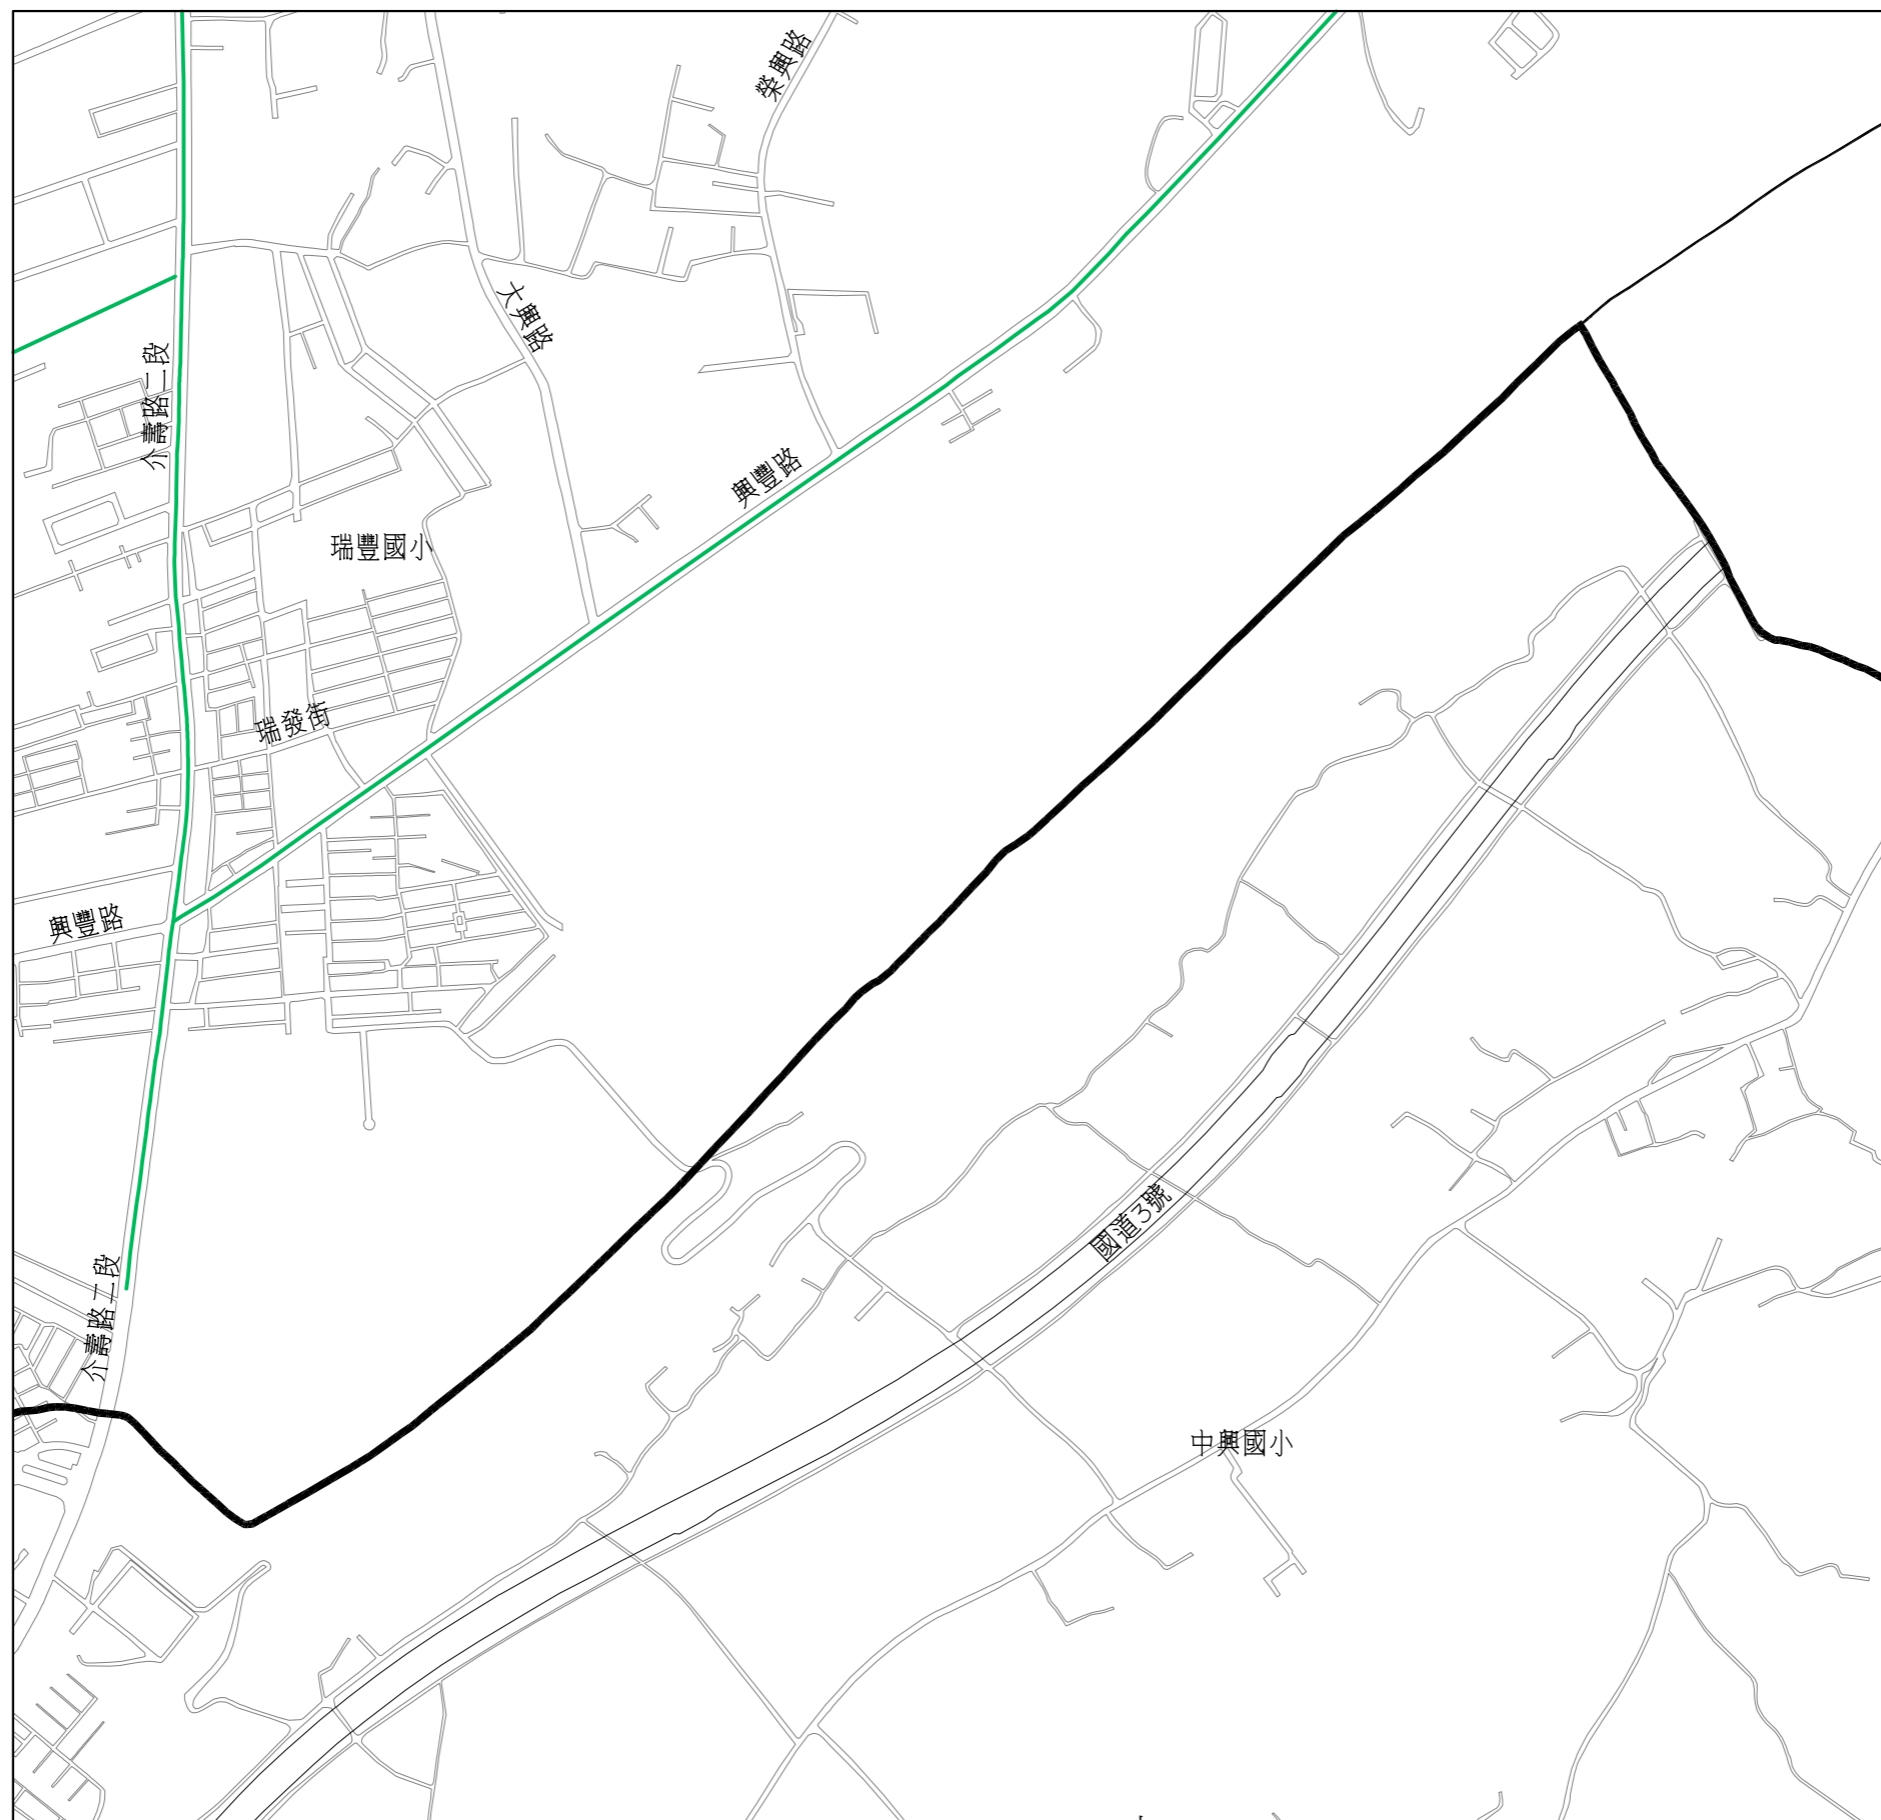 榮興路
大興路
介壽路二段
興豐路
瑞豐國小
瑞發街
興豐路
國道3號
介壽路二段
中興國小